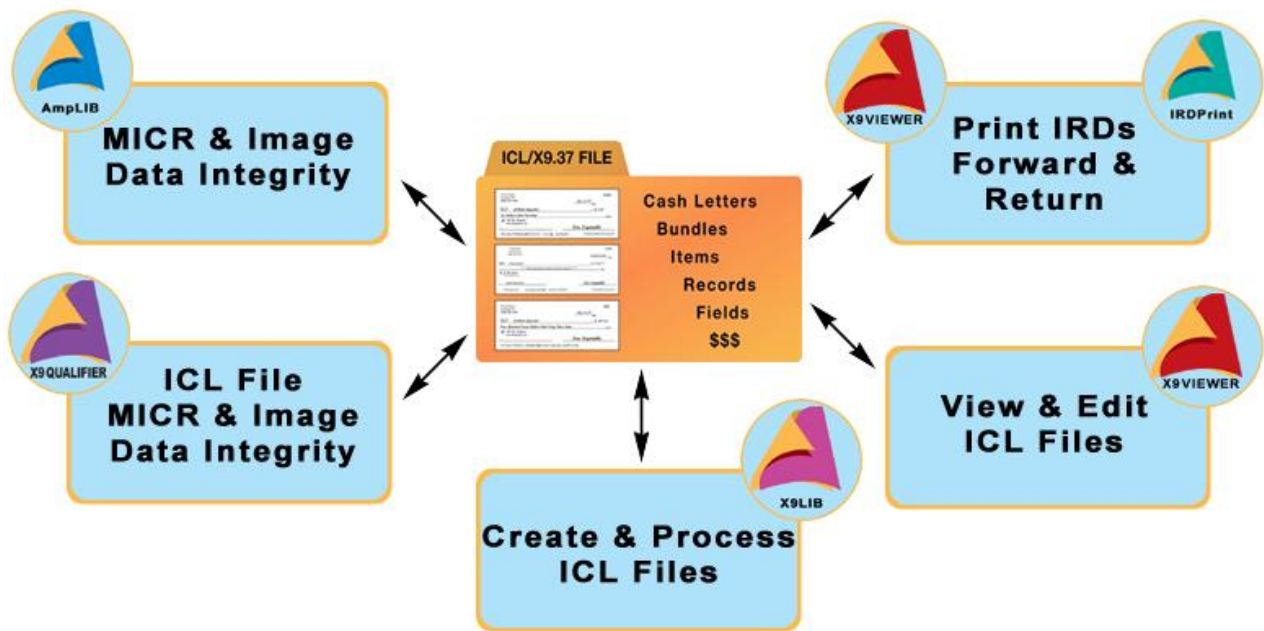 AmpLIB
MICR & Image
Data Integrity
X9QUALIFIER
ICL File
MICR & Image
Data Integrity
ICL/X9.37 FILE
Cash Letters
Bundles
Items
Records
Fields
$$$
X9LIB
Create & Process
ICL Files
X9VIEWER
IRDPrint
Print IRDs
Forward &
Return
X9VIEWER
View & Edit
ICL Files